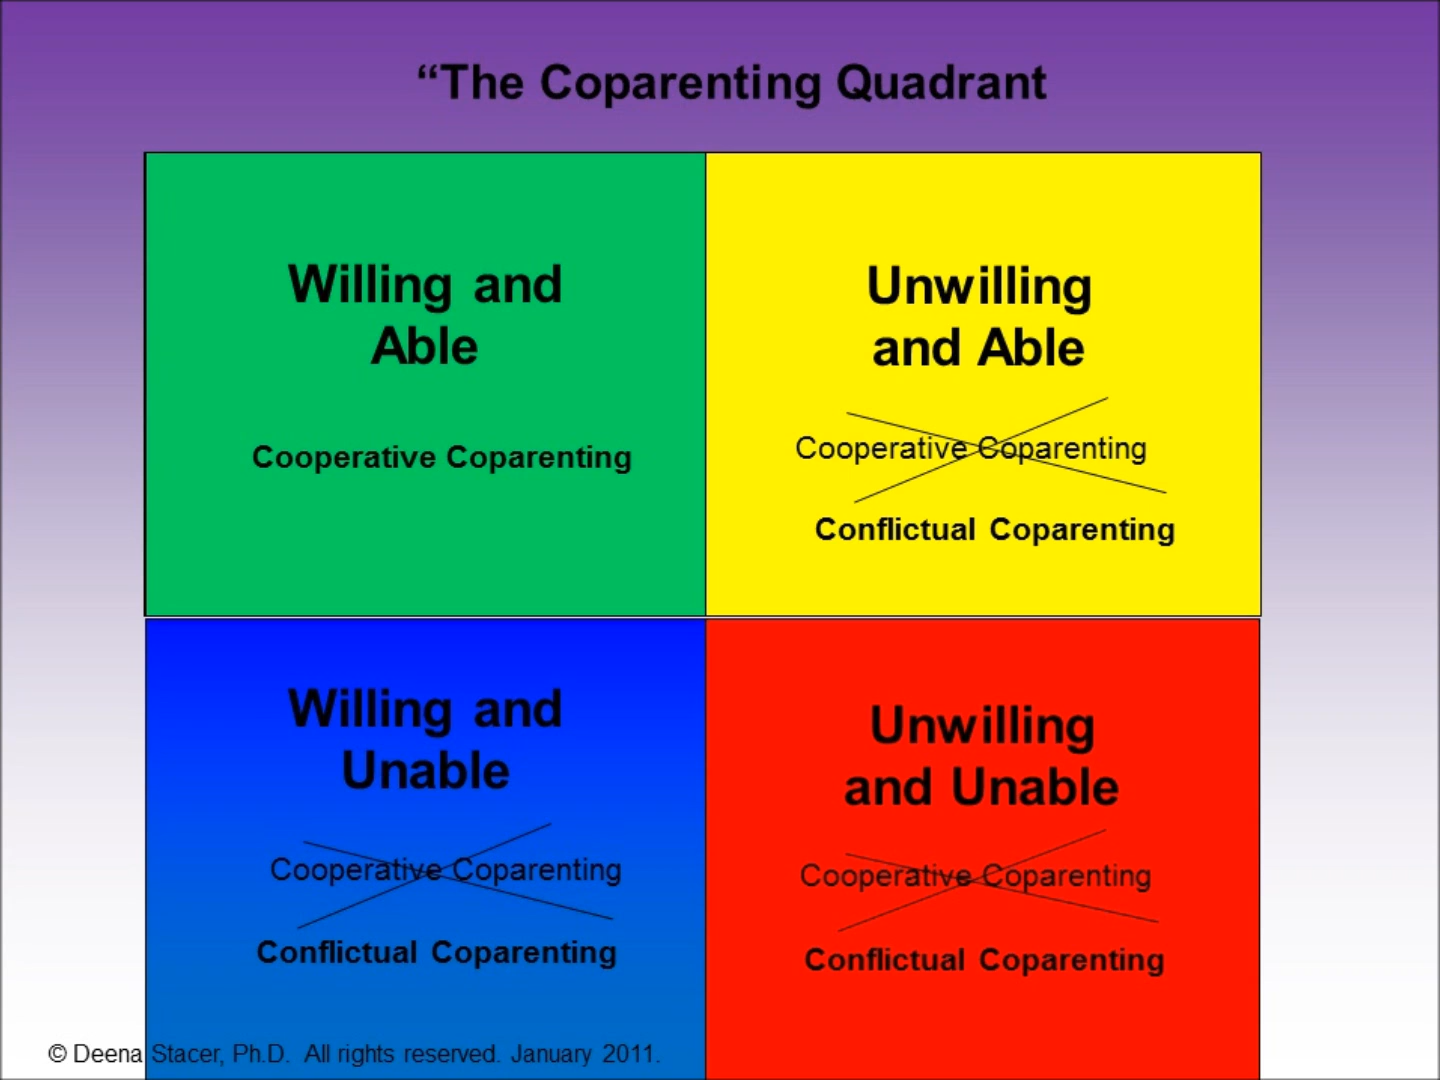 “The Coparenting Quadrant
Willing and
Able
Cooperative Coparenting
Unwilling
and Able
Cooperative Coparenting
Conflictual Coparenting
Willing and
Unable
Cooperative Coparenting
Conflictual Coparenting
Unwilling
and Unable
Cooperative Coparenting
Conflictual Coparenting
© Deena Stacer, Ph.D. All rights reserved. January 2011.